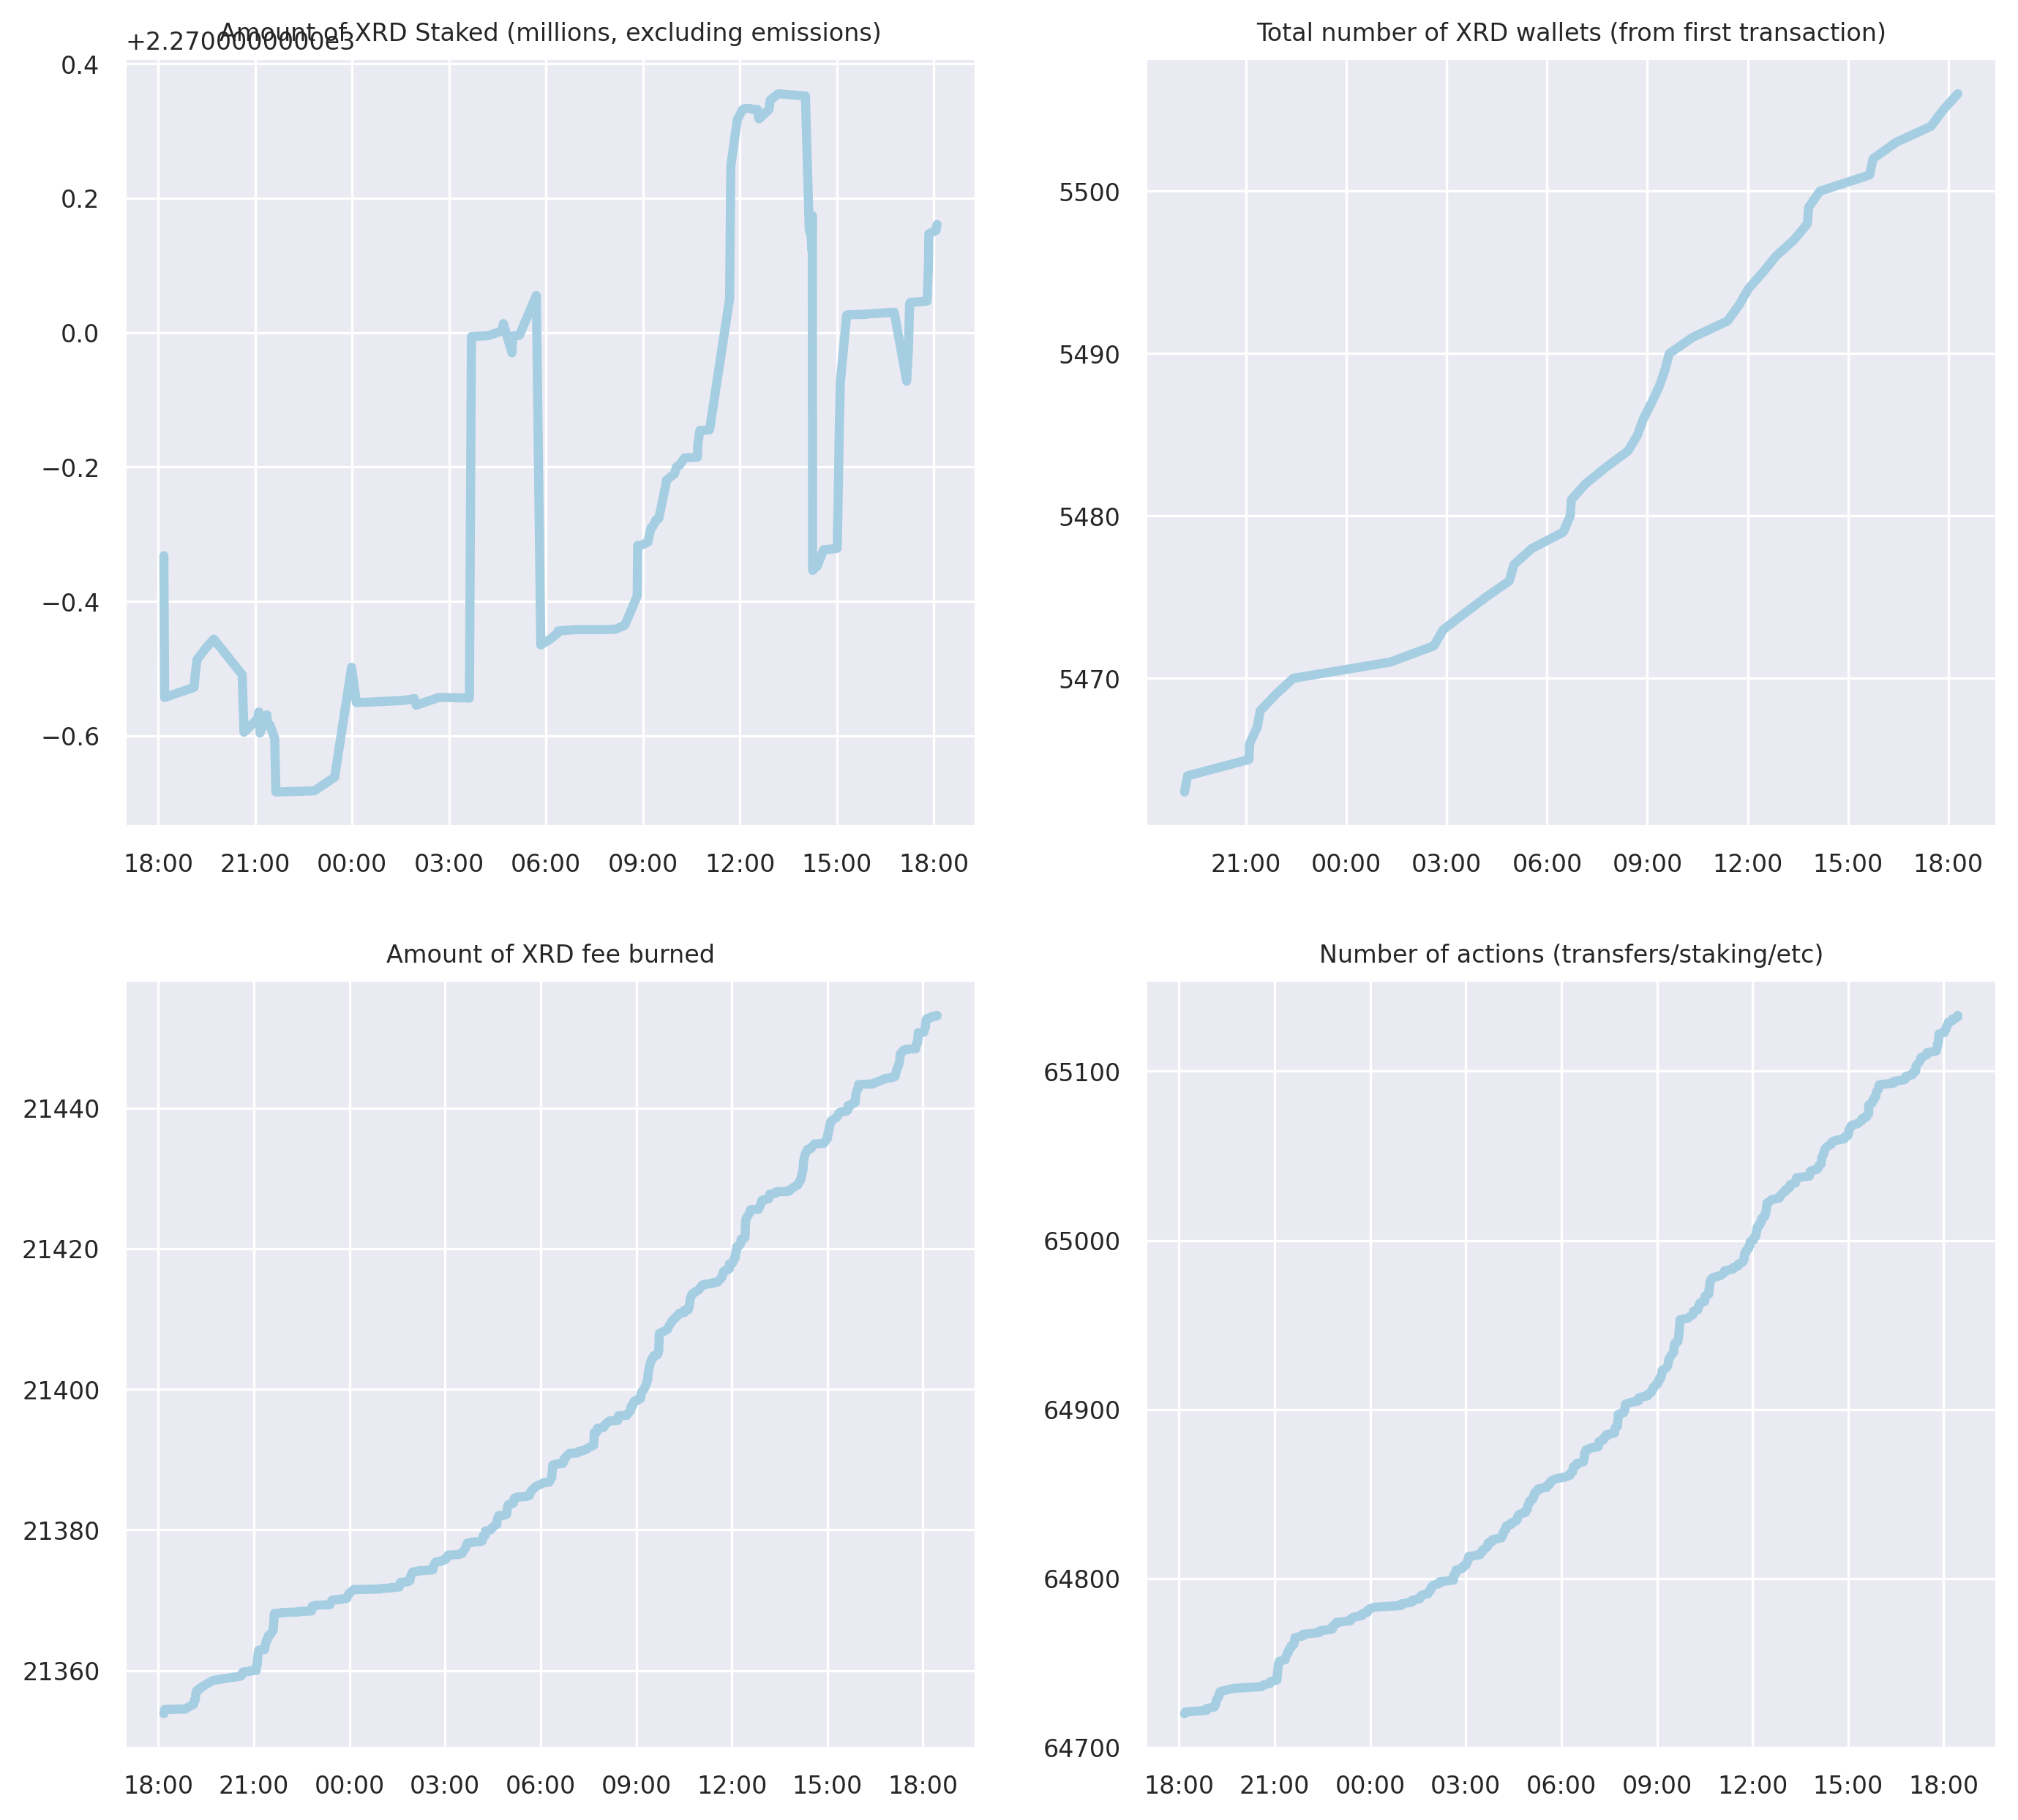 Amount of XRD Staked (millions, excluding emissions)
+2.2700000000e3
0.4
0.2
0.0
−0.2
−0.4
−0.6
18:00 21:00 00:00 03:00 06:00 09:00 12:00 15:00 18:00
Total number of XRD wallets (from first transaction)
5500
5490
5480
5470
21:00 00:00 03:00 06:00 09:00 12:00 15:00 18:00
Amount of XRD fee burned
21440
21420
21400
21380
21360
18:00 21:00 00:00 03:00 06:00 09:00 12:00 15:00 18:00
Number of actions (transfers/staking/etc)
65100
65000
64900
64800
64700
18:00 21:00 00:00 03:00 06:00 09:00 12:00 15:00 18:00